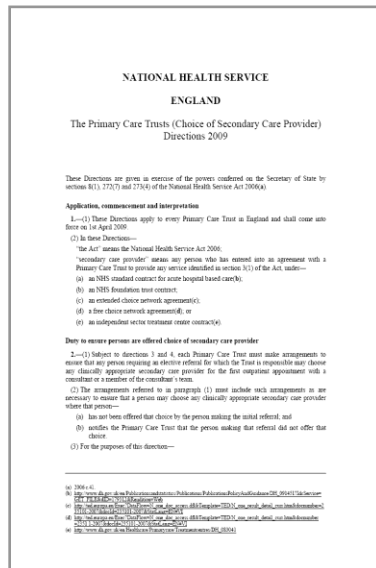 NATIONAL HEALTH SERVICE
ENGLAND
The Primary Care Trusts (Choice of Secondary Care Provider)
Directions 2009
These Directions are given in exercise of the powers conferred on the Secretary of State by
sections 8(1), 272(7) and 273(4) of the National Health Service Act 2006(a).
Application, commencement and interpretation
1.—(1) These Directions apply to every Primary Care Trust in England and shall come into
force on 1st April 2009.
(2) In these Directions—
"the Act" means the National Health Service Act 2006;
"secondary care provider" means any person who has entered into an agreement with a
Primary Care Trust to provide any service identified in section 3(1) of the Act, under—
(a) an NHS standard contract for acute hospital based care(b);
(b) an NHS foundation trust contract;
(c) an extended choice network agreement(c);
(d) a free choice network agreement(d); or
(e) an independent sector treatment centre contract(e).
Duty to ensure persons are offered choice of secondary care provider
2.—(1) Subject to directions 3 and 4, each Primary Care Trust must make arrangements to
ensure that any person requiring an elective referral for which the Trust is responsible may choose
any clinically appropriate secondary care provider for the first outpatient appointment with a
consultant or a member of the consultant's team.
(2) The arrangements referred to in paragraph (1) must include such arrangements as are
necessary to ensure that a person may choose any clinically appropriate secondary care provider
where that person—
(a) has not been offered that choice by the person making the initial referral; and
(b) notifies the Primary Care Trust that the person making that referral did not offer that
choice.
(3) For the purposes of this direction—
(a) 2006 c.41.
(b)
(c)
(d)
(e)